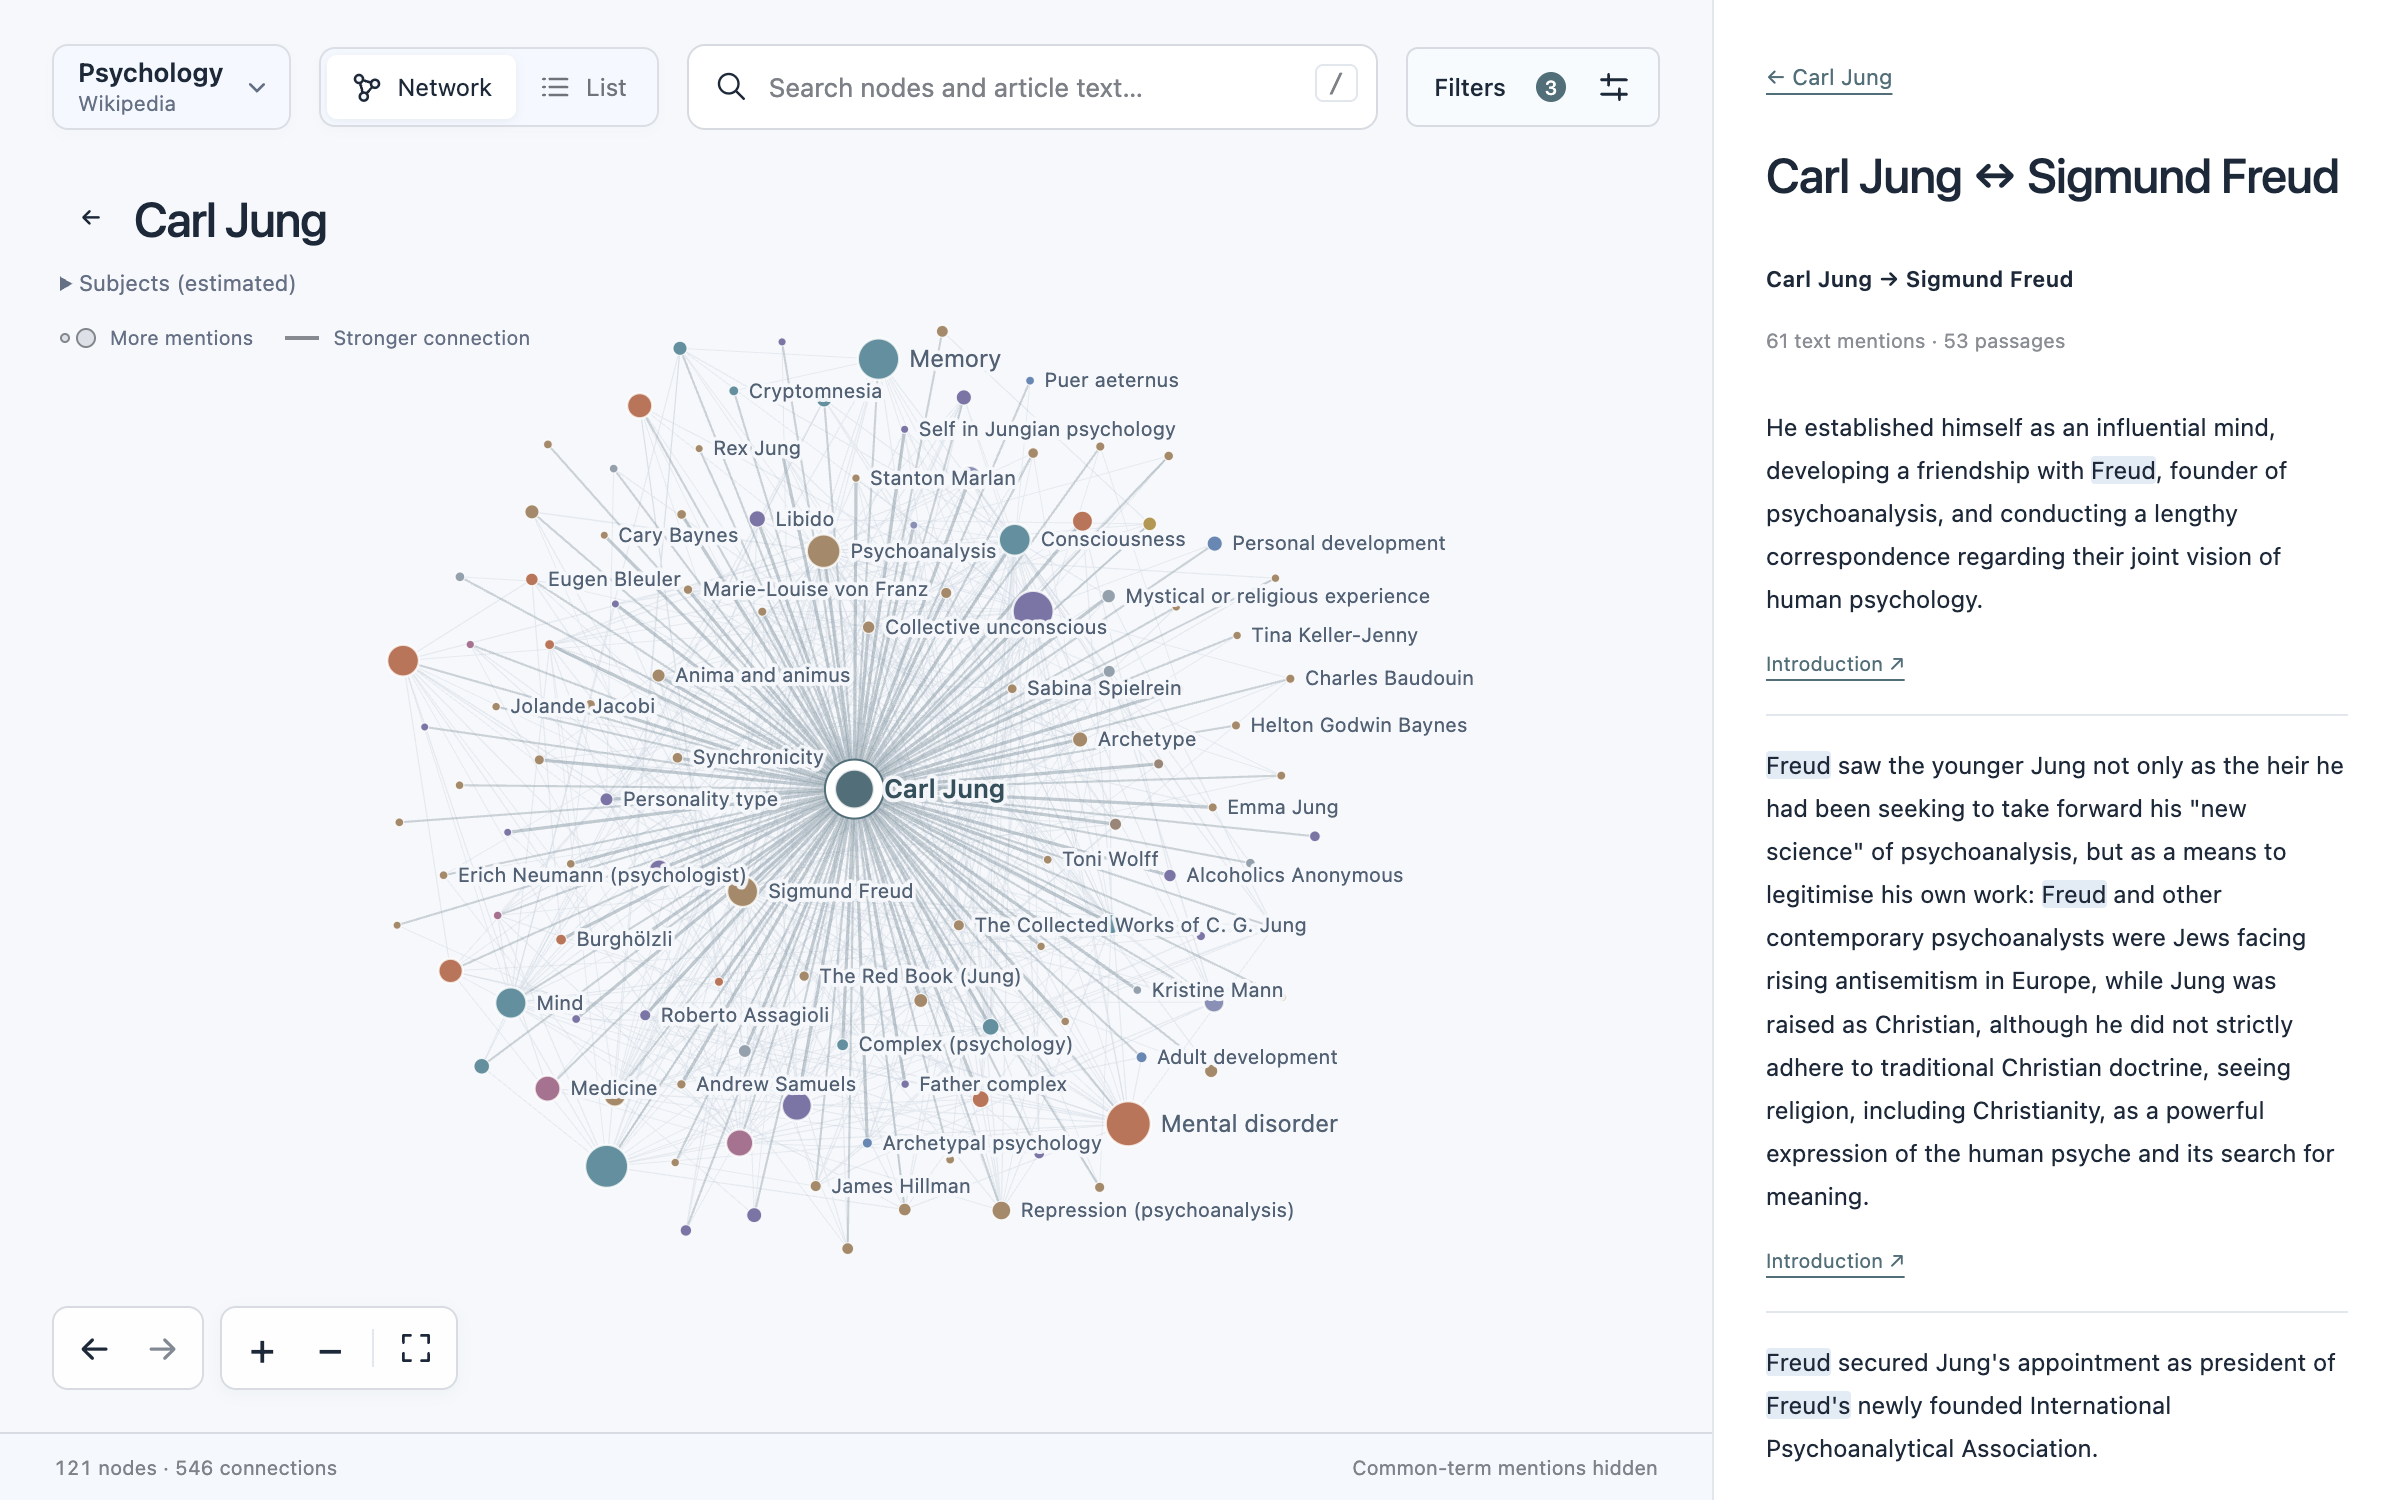 Psychology
Wikipedia
Network
List
Search nodes and article text...
/
Filters
3
← Carl Jung
Carl Jung
▶ Subjects (estimated)
More mentions
Stronger connection
Memory
Cryptomnesia
Puer aeternus
Self in Jungian psychology
Rex Jung
Stanton Marlan
Libido
Cary Baynes
Psychoanalysis
Consciousness
Personal development
Eugen Bleuler
Marie-Louise von Franz
Mystical or religious experience
Collective unconscious
Tina Keller-Jenny
Anima and animus
Sabina Spielrein
Charles Baudouin
Jolande Jacobi
Helton Godwin Baynes
Archetype
Synchronicity
Carl Jung
Personality type
Emma Jung
Toni Wolff
Erich Neumann (psychologist)
Alcoholics Anonymous
Sigmund Freud
The Collected Works of C. G. Jung
Burghölzli
The Red Book (Jung)
Kristine Mann
Mind
Roberto Assagioli
Complex (psychology)
Adult development
Medicine
Andrew Samuels
Father complex
Mental disorder
Archetypal psychology
James Hillman
Repression (psychoanalysis)
121 nodes · 546 connections
Common-term mentions hidden
← Carl Jung
Carl Jung ↔ Sigmund Freud
Carl Jung → Sigmund Freud
61 text mentions · 53 passages
He established himself as an influential mind,
developing a friendship with Freud, founder of
psychoanalysis, and conducting a lengthy
correspondence regarding their joint vision of
human psychology.
Introduction ↗
Freud saw the younger Jung not only as the heir he
had been seeking to take forward his "new
science" of psychoanalysis, but as a means to
legitimise his own work: Freud and other
contemporary psychoanalysts were Jews facing
rising antisemitism in Europe, while Jung was
raised as Christian, although he did not strictly
adhere to traditional Christian doctrine, seeing
religion, including Christianity, as a powerful
expression of the human psyche and its search for
meaning.
Introduction ↗
Freud secured Jung's appointment as president of
Freud's newly founded International
Psychoanalytical Association.